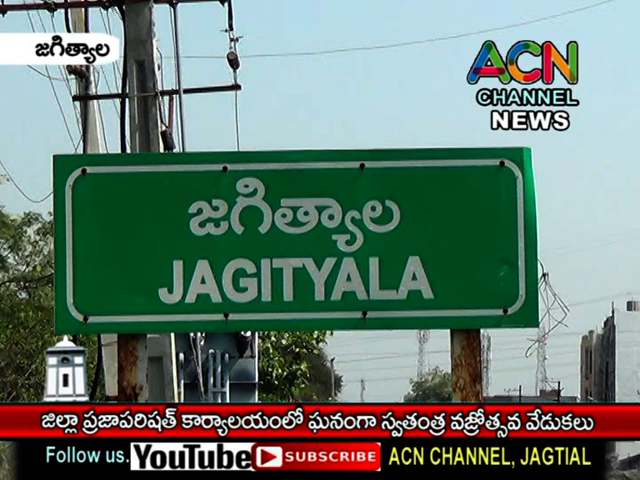 జగిత్యాల
ACN
CHANNEL
NEWS
జగిత్యాల
JAGITYALA
జిల్లా ప్రజాపరిషత్ కార్యాలయంలో ఘనంగా స్వతంత్ర వజ్రోత్సవ వేడుకలు
Follow us. YouTube SUBSCRIBE ACN CHANNEL, JAGTIAL